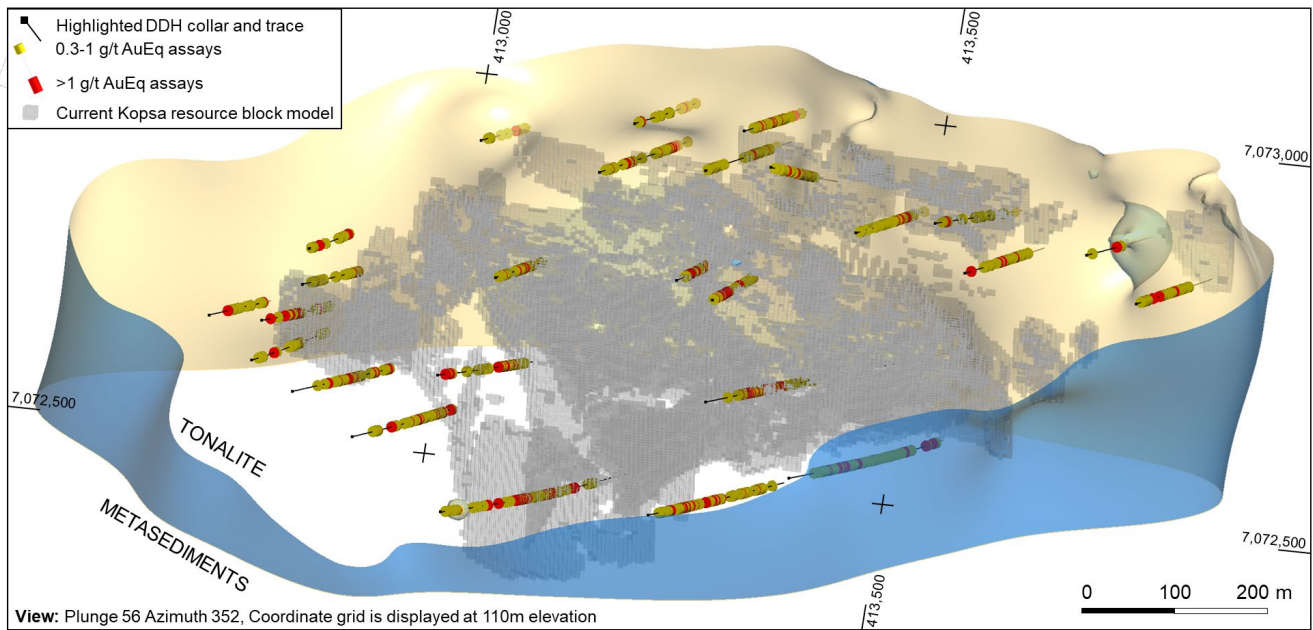 Highlighted DDH collar and trace
0.3-1 g/t AuEq assays
>1 g/t AuEq assays
Current Kopsa resource block model
413,000
413,500
7,073,000
7,072,500
TONALITE
METASEDIMENTS
7,072,500
413,500
0 100 200 m
View: Plunge 56 Azimuth 352, Coordinate grid is displayed at 110m elevation